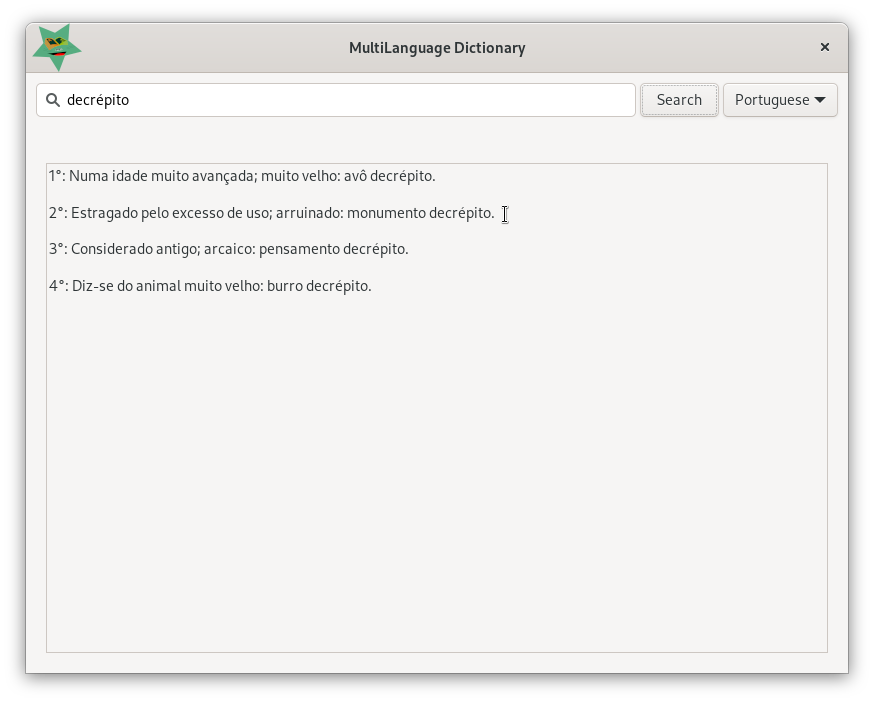 MultiLanguage Dictionary
decrépito
Search
Portuguese
1°: Numa idade muito avançada; muito velho: avô decrépito.
2°: Estragado pelo excesso de uso; arruinado: monumento decrépito.
3°: Considerado antigo; arcaico: pensamento decrépito.
4°: Diz-se do animal muito velho: burro decrépito.